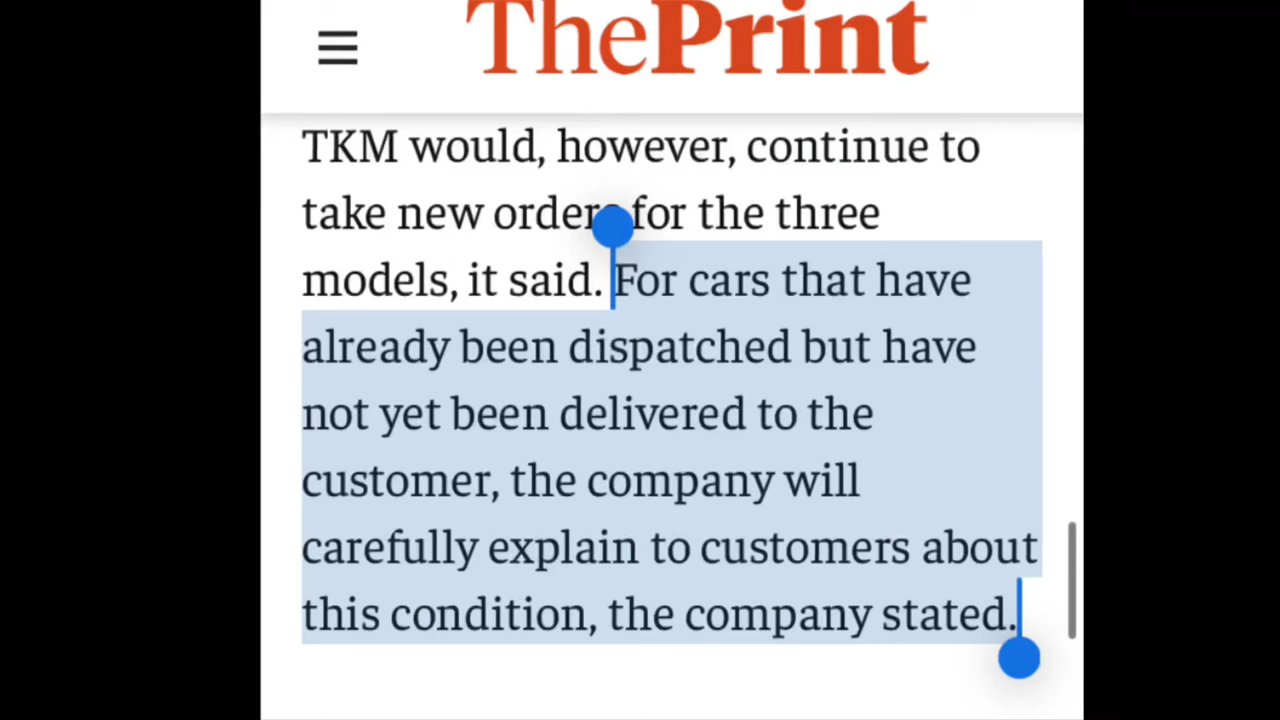 ThePrint
TKM would, however, continue to
take new orders for the three
models, it said. For cars that have
already been dispatched but have
not yet been delivered to the
customer, the company will
carefully explain to customers about
this condition, the company stated.